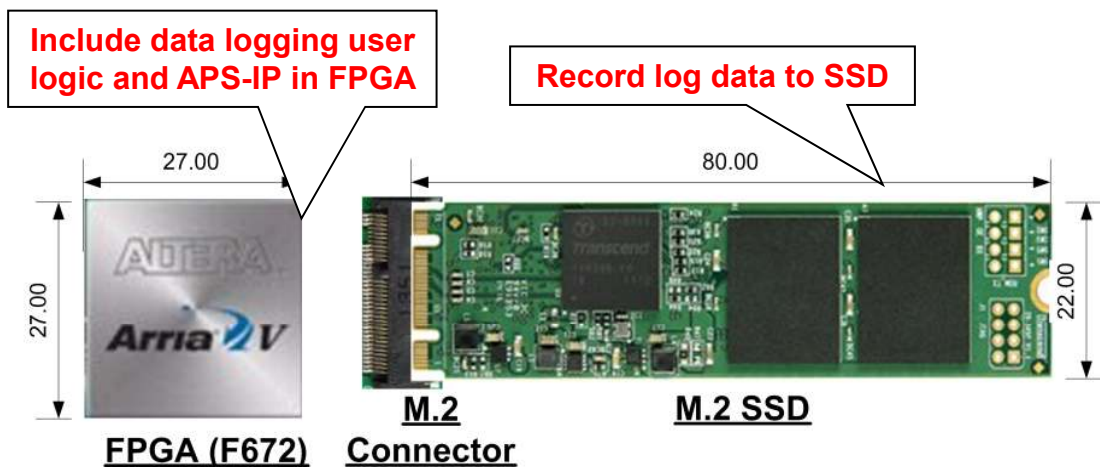 Include data logging user
logic and APS-IP in FPGA
Record log data to SSD
27.00
80.00
27.00
ALTERA
Arria V
Transcend
22.00
M.2
Connector
M.2 SSD
FPGA (F672)